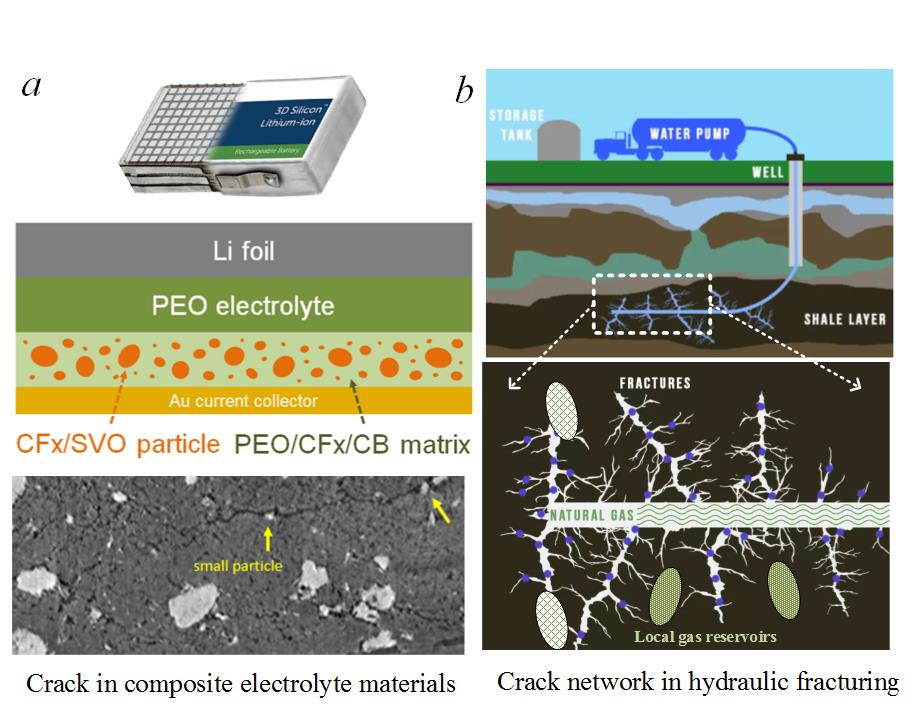 a
3D Silicon™
Lithium-ion
Rechargeable Battery
Li foil
PEO electrolyte
Au current collector
CFx/SVO particle PEO/CFx/CB matrix
small particle
Crack in composite electrolyte materials
b
STORAGE
TANK
WATER PUMP
WELL
SHALE LAYER
FRACTURES
NATURAL GAS
Local gas reservoirs
Crack network in hydraulic fracturing